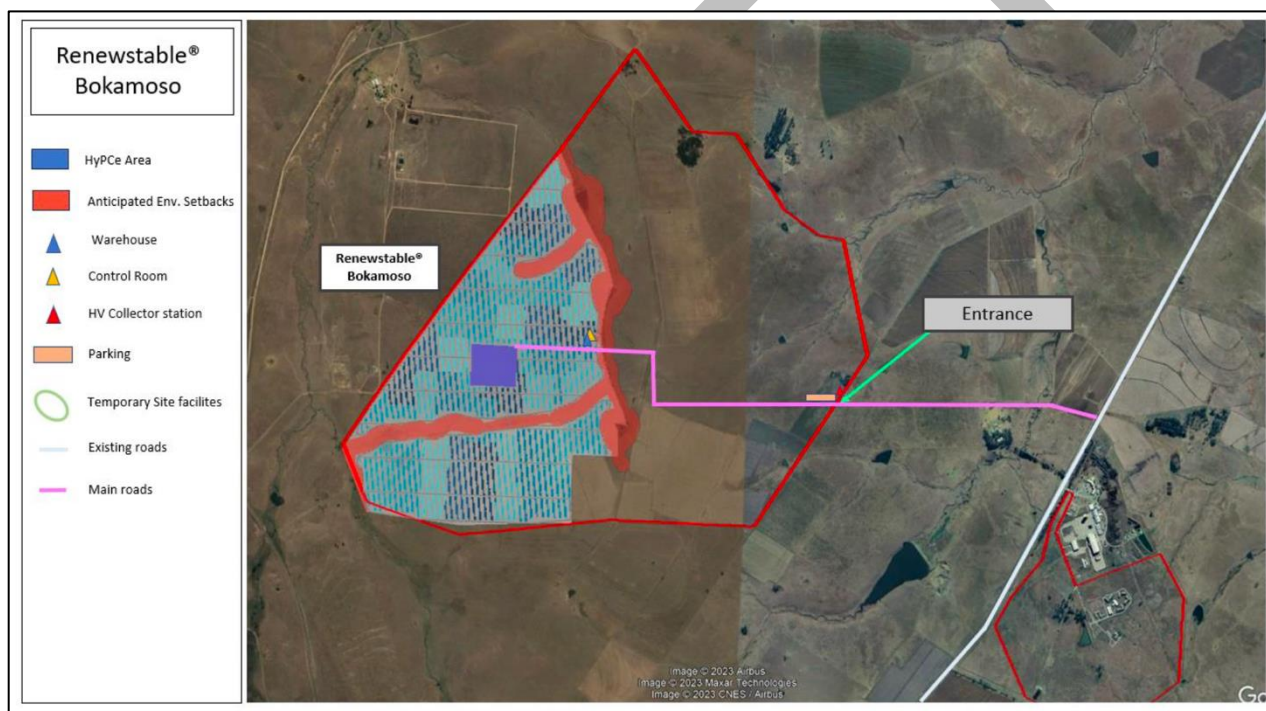 Renewstable®
Bokamoso
HyPCe Area
Anticipated Env. Setbacks
Warehouse
Control Room
HV Collector station
Parking
Temporary Site facilites
Existing roads
Main roads
Renewstable®
Bokamoso
Entrance
Image © 2023 Airbus
Image © 2023 Maxar Technologies
Image © 2023 CNES / Airbus
Go